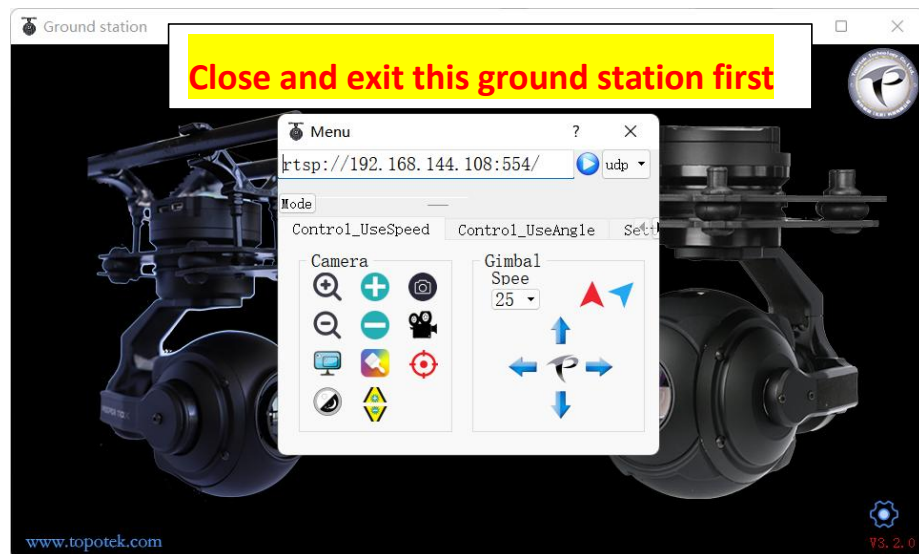 Ground station
Close and exit this ground station first
Menu
?
rtsp://192.168.144.108:554/
udp
Mode
Control_UseSpeed
Control_UseAngle
Sett
Camera
Gimbal
Spee
25
www.topotek.com
V3.2.0